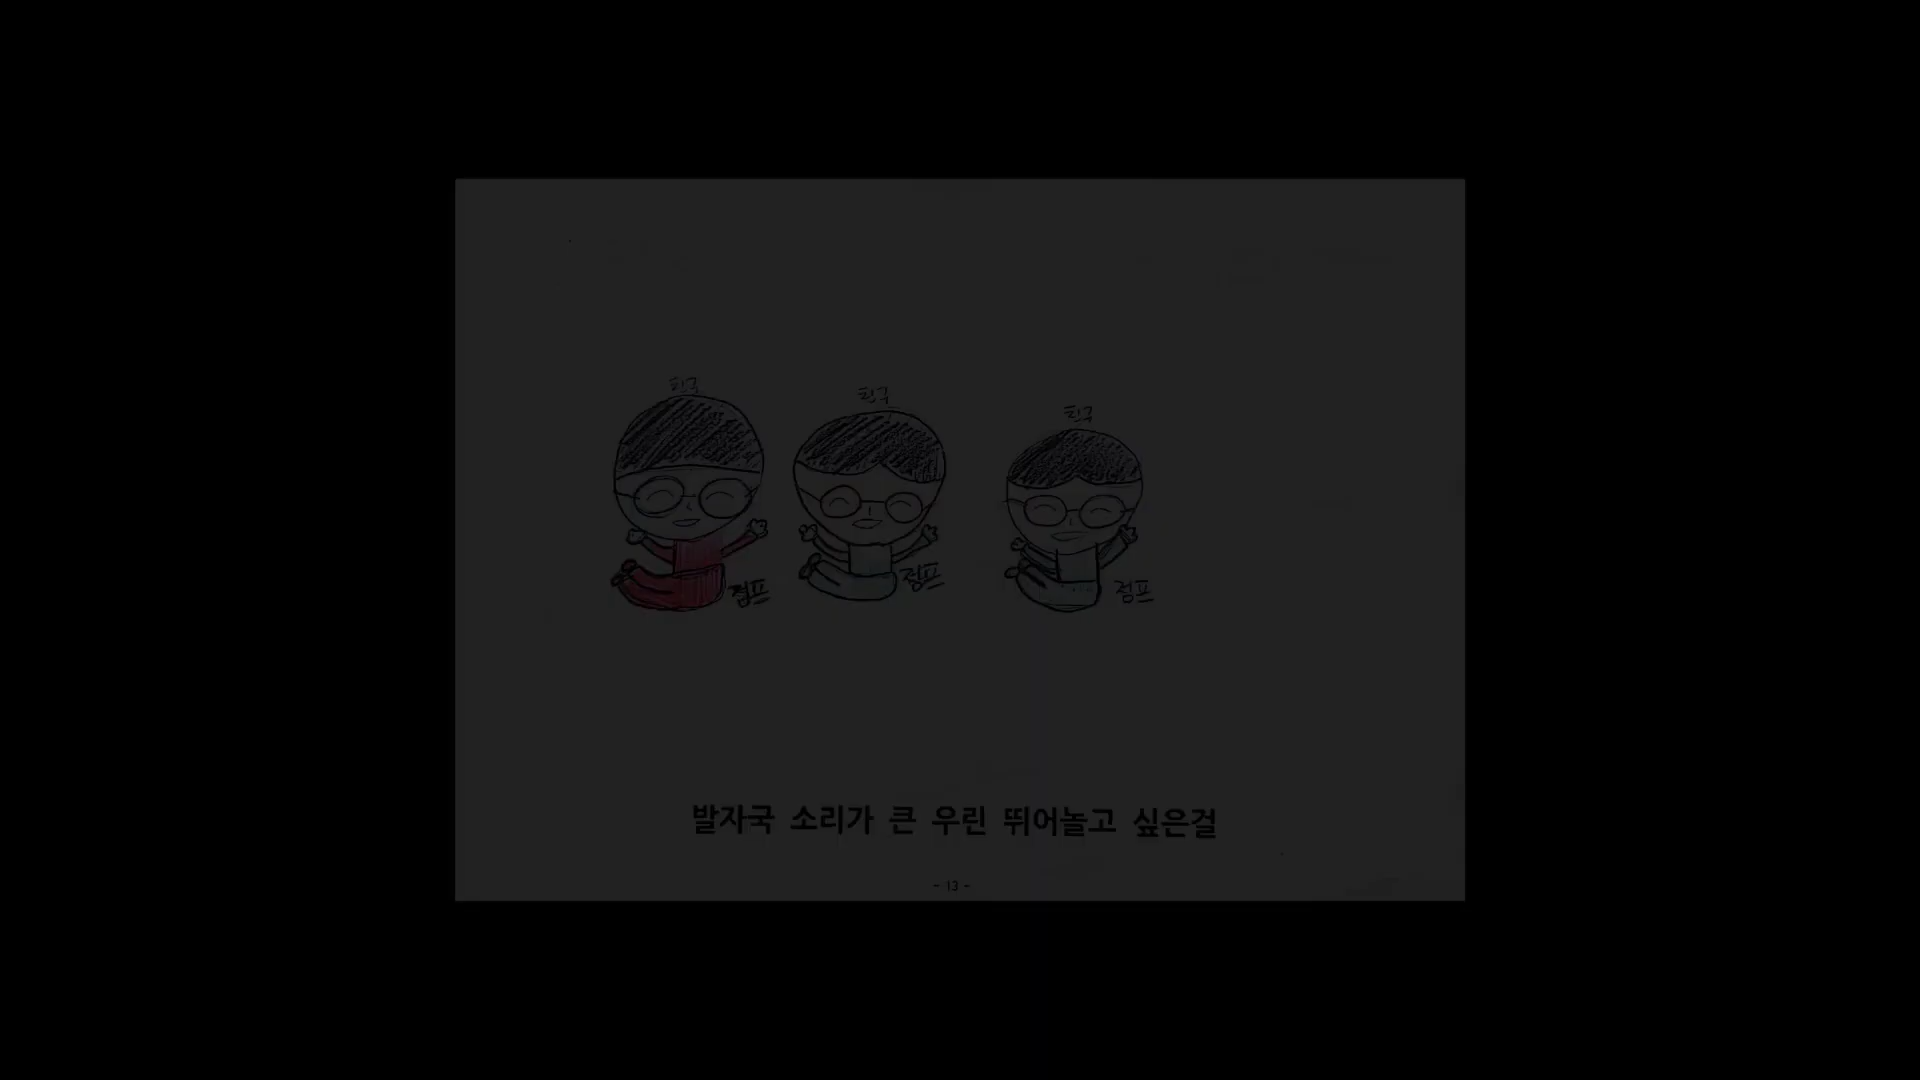 친구 친구 친구
점프 점프 점프
발자국 소리가 큰 우린 뛰어놀고 싶은걸
- 13 -